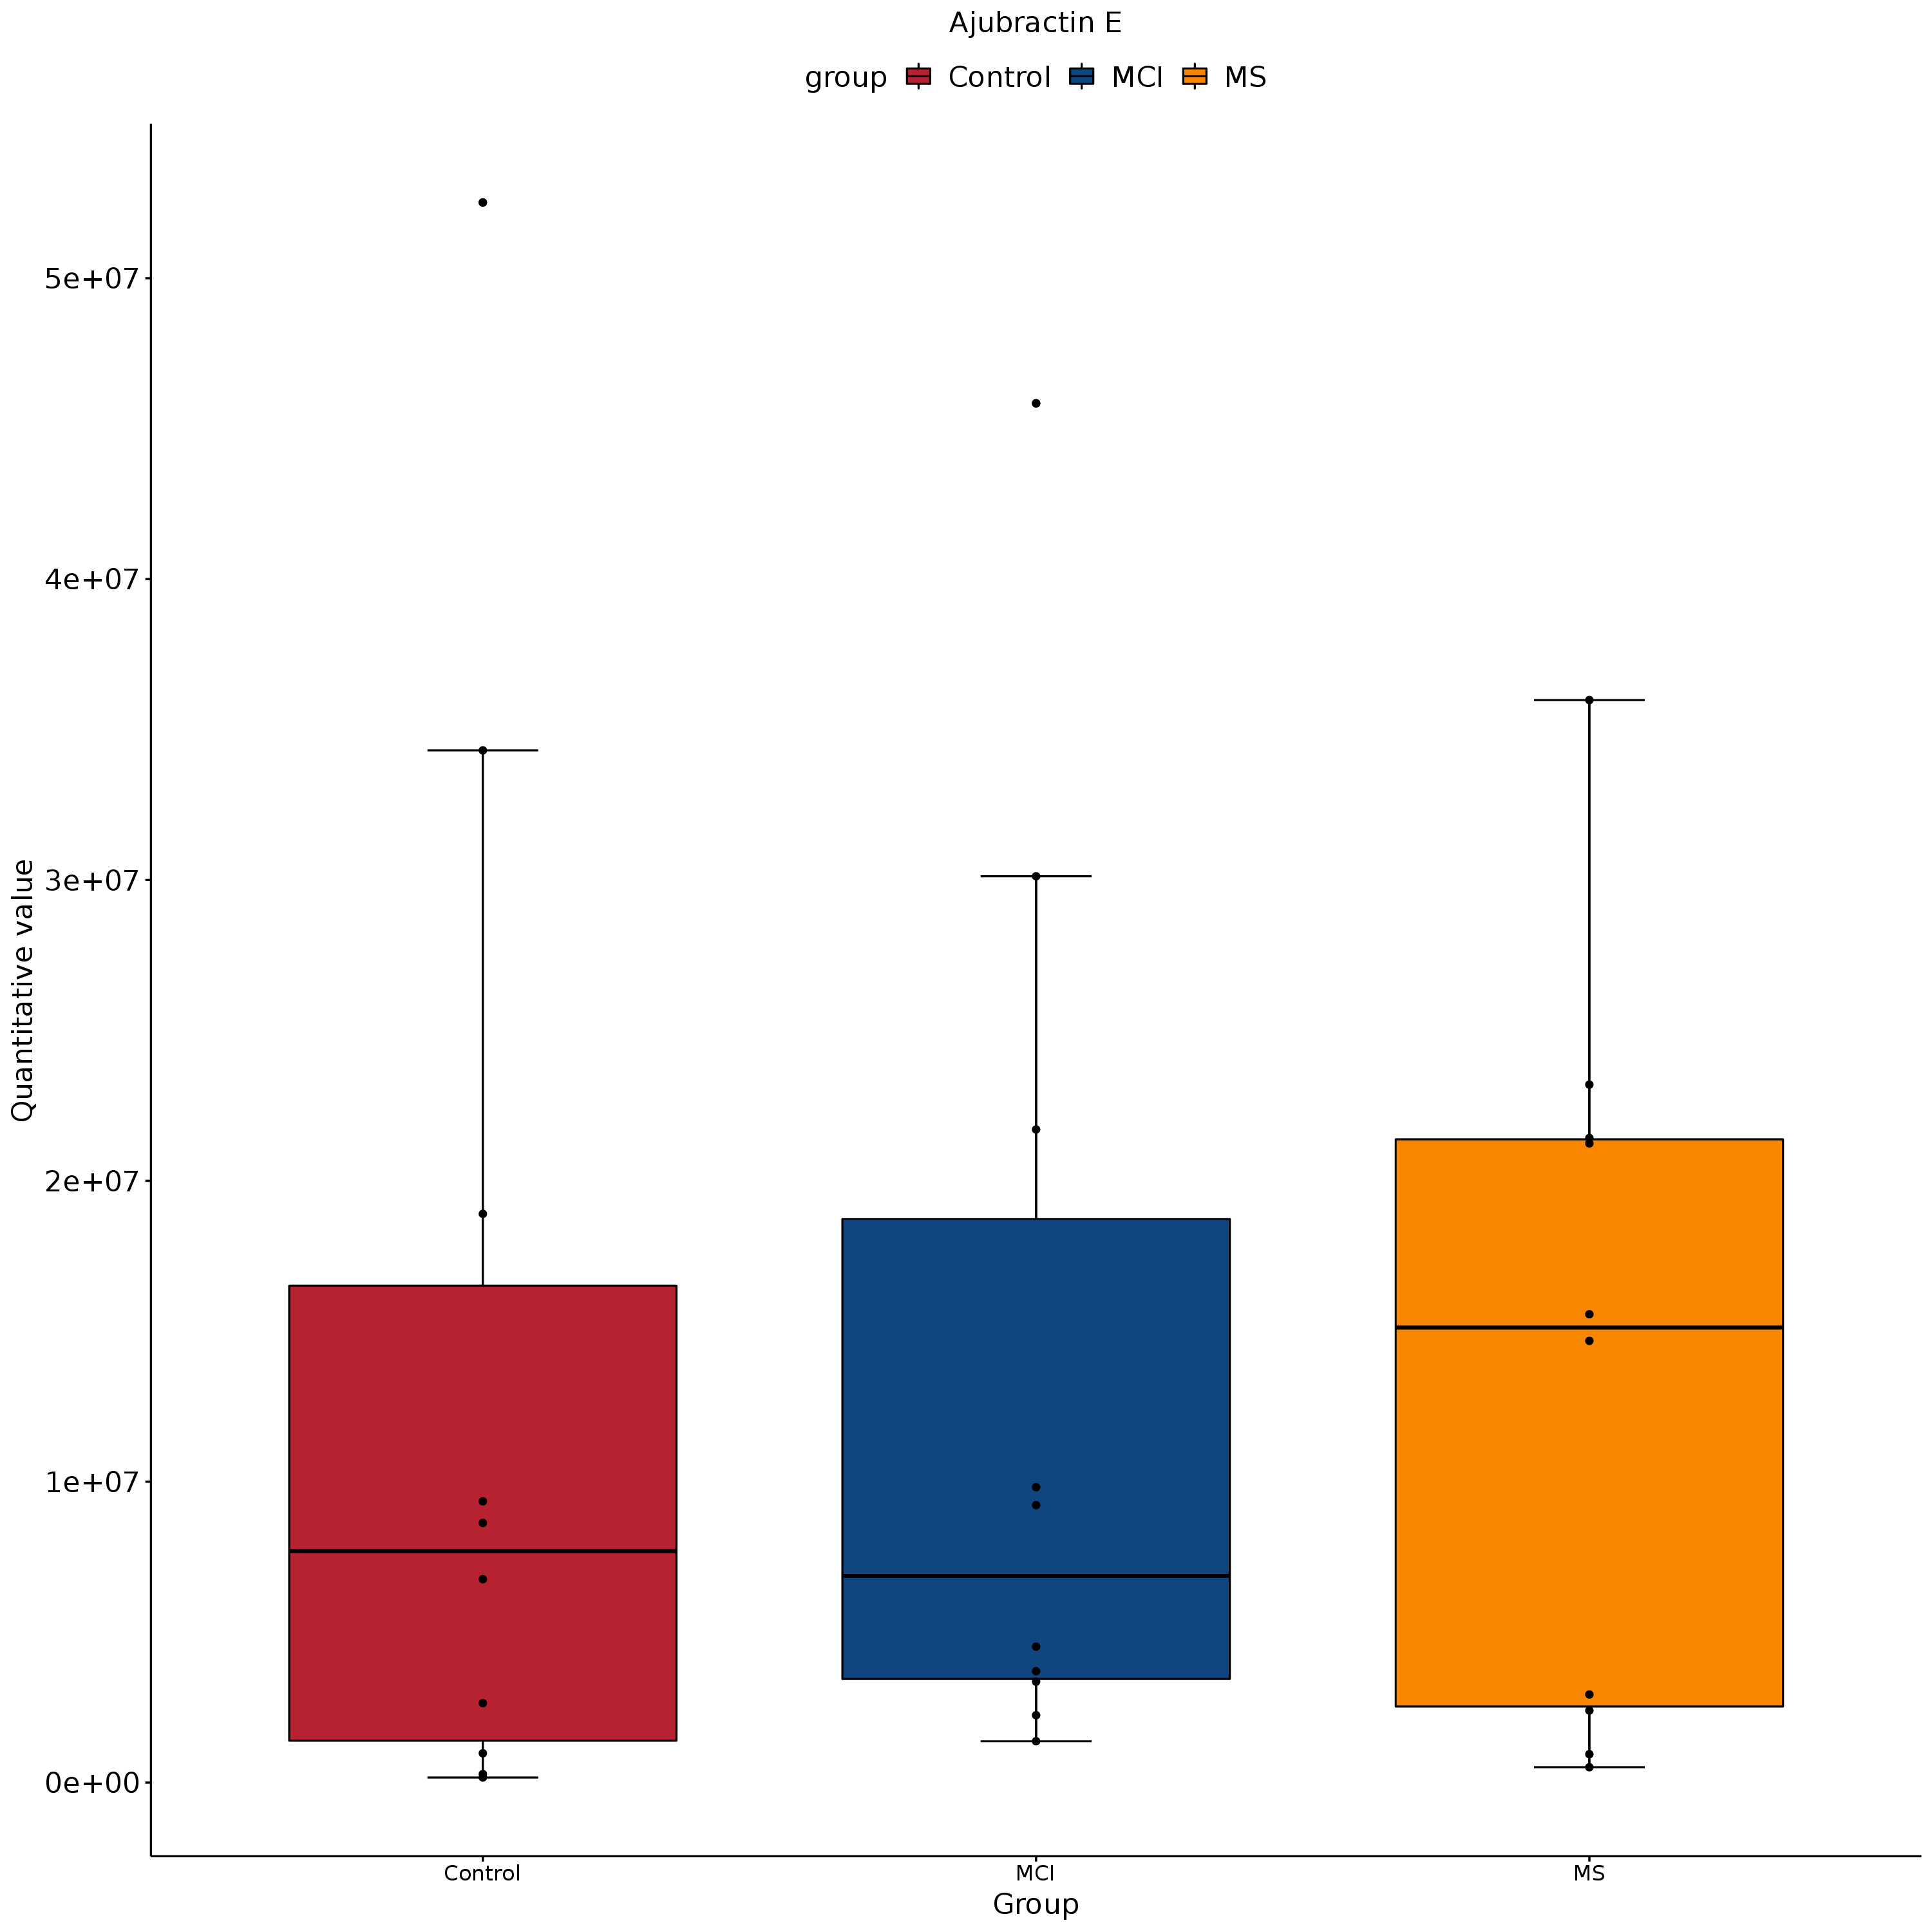 Ajubractin E
group Control MCI MS
Quantitative value
5e+07
4e+07
3e+07
2e+07
1e+07
0e+00
Control MCI MS
Group